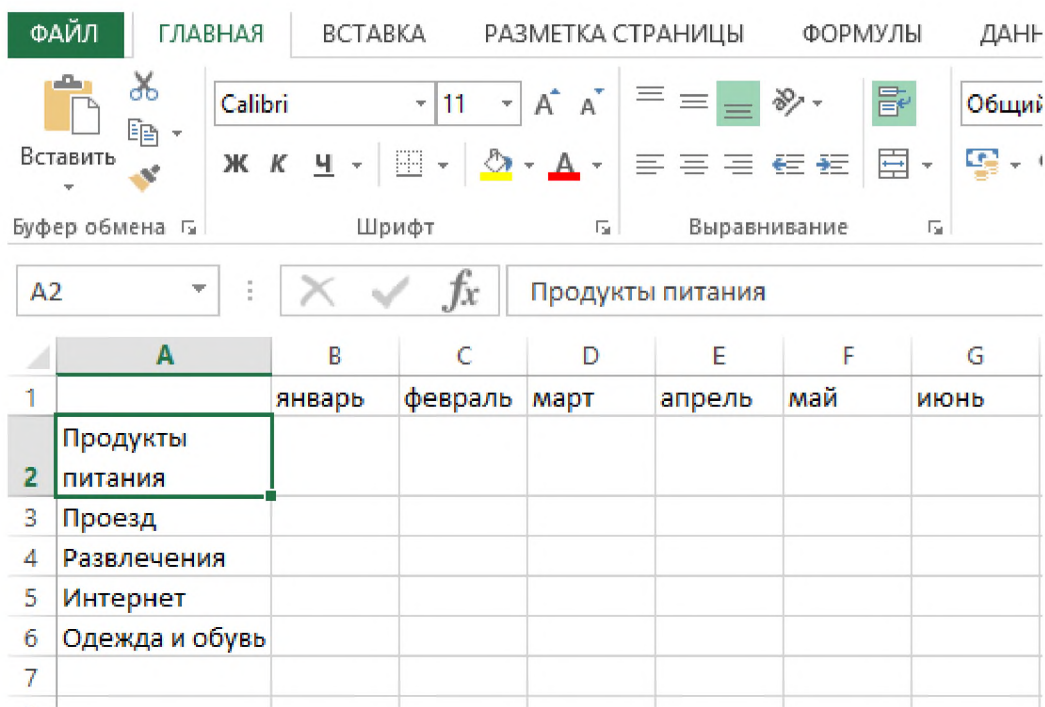 ФАЙЛ ГЛАВНАЯ ВСТАВКА РАЗМЕТКА СТРАНИЦЫ ФОРМУЛЫ ДАНН
Calibri 11 A A Общий
Вставить Ж К Ч A
Буфер обмена Шрифт Выравнивание
A2 fx Продукты питания
A B C D E F G
1 январь февраль март апрель май июнь
Продукты
2 питания
3 Проезд
4 Развлечения
5 Интернет
6 Одежда и обувь
7